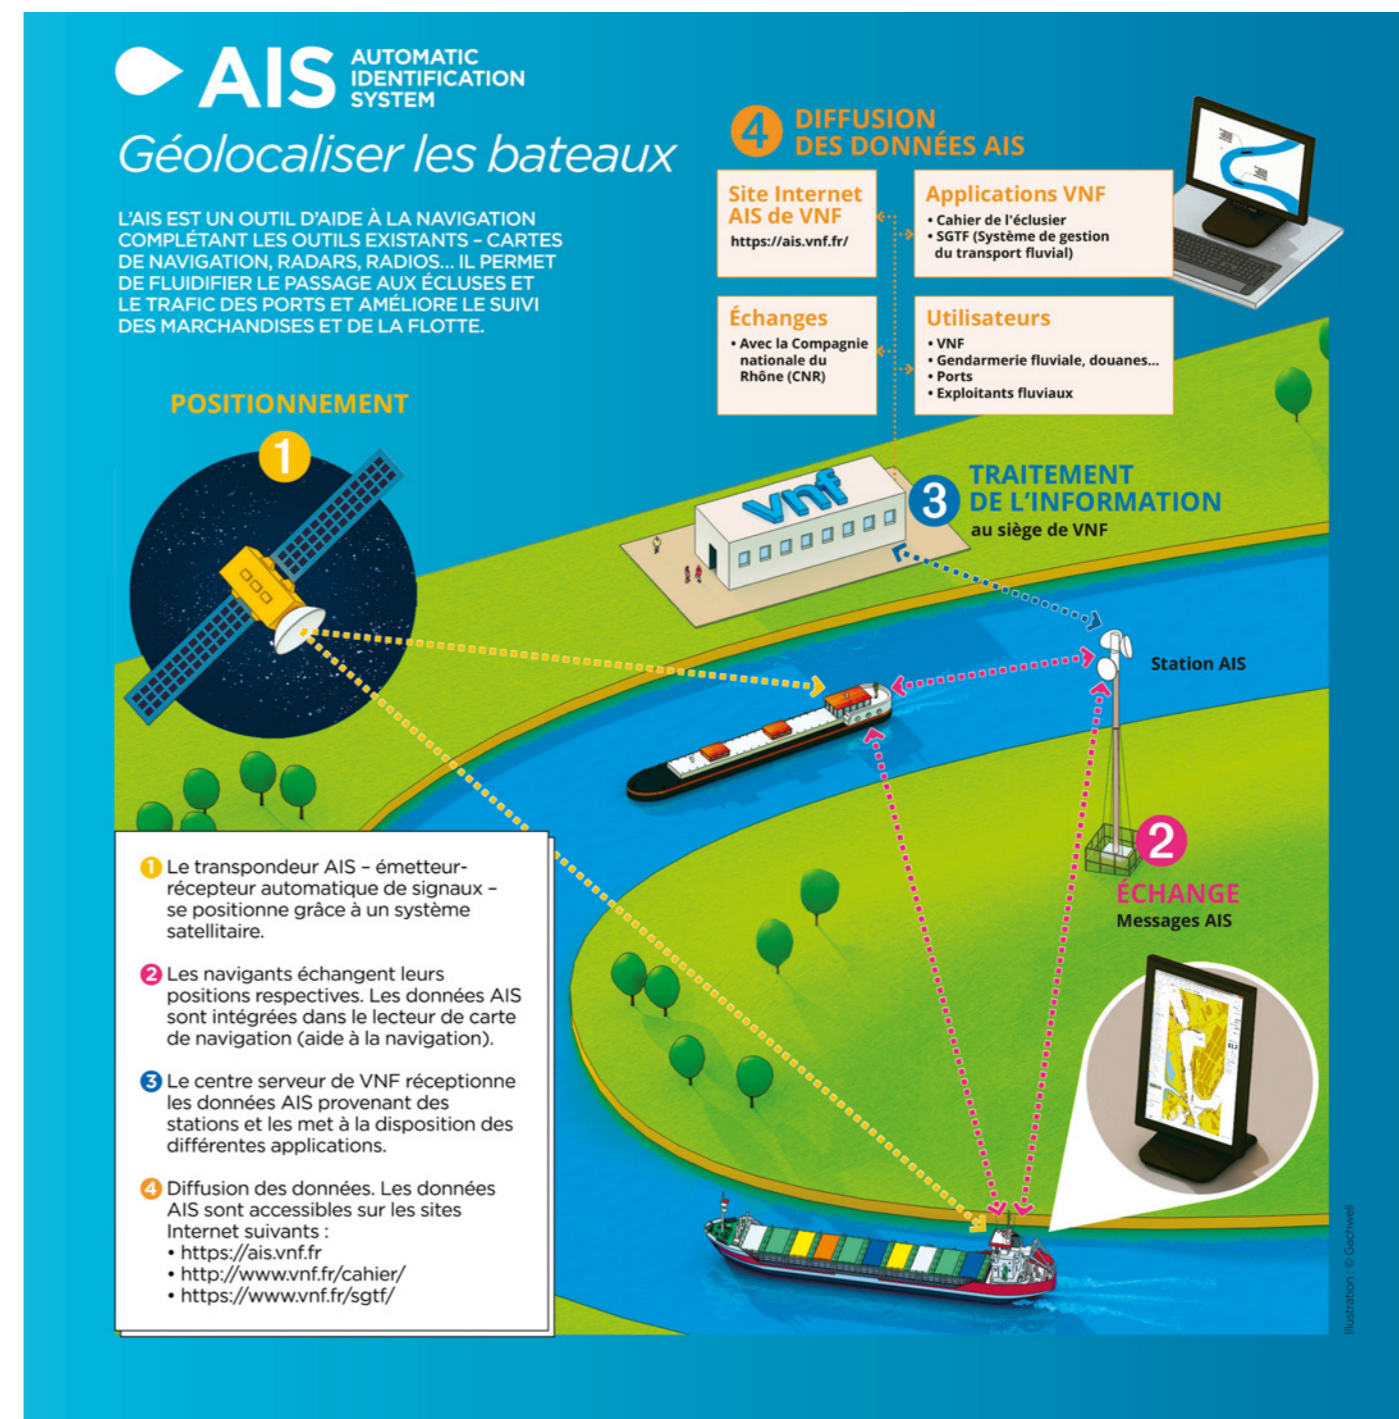 AIS
AUTOMATIC
IDENTIFICATION
SYSTEM
Géolocaliser les bateaux
L'AIS EST UN OUTIL D'AIDE À LA NAVIGATION
COMPLÉTANT LES OUTILS EXISTANTS – CARTES
DE NAVIGATION, RADARS, RADIOS... IL PERMET
DE FLUIDIFIER LE PASSAGE AUX ÉCLUSES ET
LE TRAFIC DES PORTS ET AMÉLIORE LE SUIVI
DES MARCHANDISES ET DE LA FLOTTE.
4 DIFFUSION
DES DONNÉES AIS
Site Internet
AIS de VNF
https://ais.vnf.fr/
Applications VNF
• Cahier de l'éclusier
• SGTF (Système de gestion
du transport fluvial)
Échanges
• Avec la Compagnie
nationale du
Rhône (CNR)
Utilisateurs
• VNF
• Gendarmerie fluviale, douanes...
• Ports
• Exploitants fluviaux
POSITIONNEMENT
1
vnf
3 TRAITEMENT
DE L'INFORMATION
au siège de VNF
Station AIS
2
ÉCHANGE
Messages AIS
1 Le transpondeur AIS – émetteur-
récepteur automatique de signaux –
se positionne grâce à un système
satellitaire.
2 Les navigants échangent leurs
positions respectives. Les données AIS
sont intégrées dans le lecteur de carte
de navigation (aide à la navigation).
3 Le centre serveur de VNF réceptionne
les données AIS provenant des
stations et les met à la disposition des
différentes applications.
4 Diffusion des données. Les données
AIS sont accessibles sur les sites
Internet suivants :
• https://ais.vnf.fr
• http://www.vnf.fr/cahier/
• https://www.vnf.fr/sgtf/
Illustration : © Gachwell